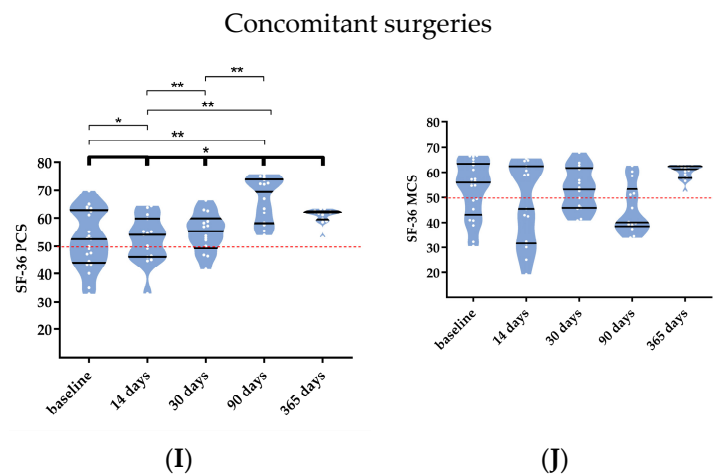 Concomitant surgeries
**
**
**
*
**
*
SF-36 PCS
80
70
60
50
40
30
20
baseline
14 days
30 days
90 days
365 days
(I)
SF-36 MCS
80
70
60
50
40
30
20
baseline
14 days
30 days
90 days
365 days
(J)